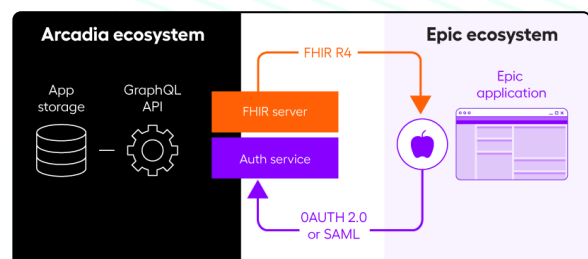 Arcadia ecosystem
Epic ecosystem
FHIR R4
App
storage
GraphQL
API
FHIR server
Auth service
Epic
application
0AUTH 2.0
or SAML